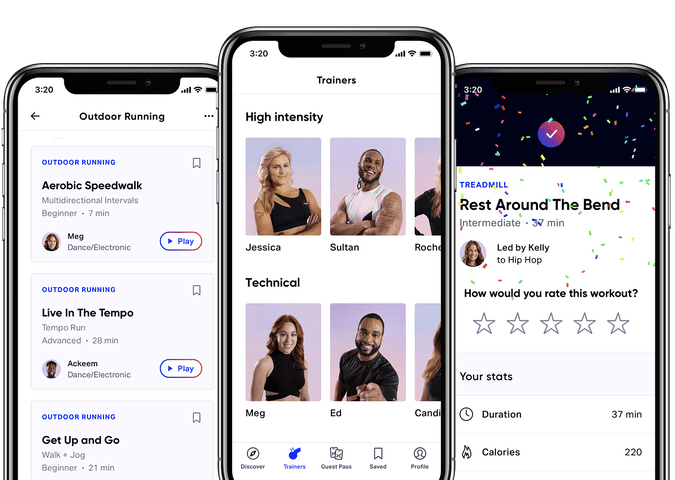 3:20
Outdoor Running
OUTDOOR RUNNING
Aerobic Speedwalk
Multidirectional Intervals
Beginner • 7 min
Meg
Dance/Electronic
Play
OUTDOOR RUNNING
Live In The Tempo
Tempo Run
Advanced • 28 min
Ackeem
Dance/Electronic
Play
OUTDOOR RUNNING
Get Up and Go
Walk + Jog
Beginner • 21 min
3:20
Trainers
High intensity
Jessica
Sultan
Roche
Technical
Meg
Ed
Candi
Discover
Trainers
Guest Pass
Saved
Profile
3:20
TREADMILL
Rest Around The Bend
Intermediate • 37 min
Led by Kelly
to Hip Hop
How would you rate this workout?
Your stats
Duration 37 min
Calories 220